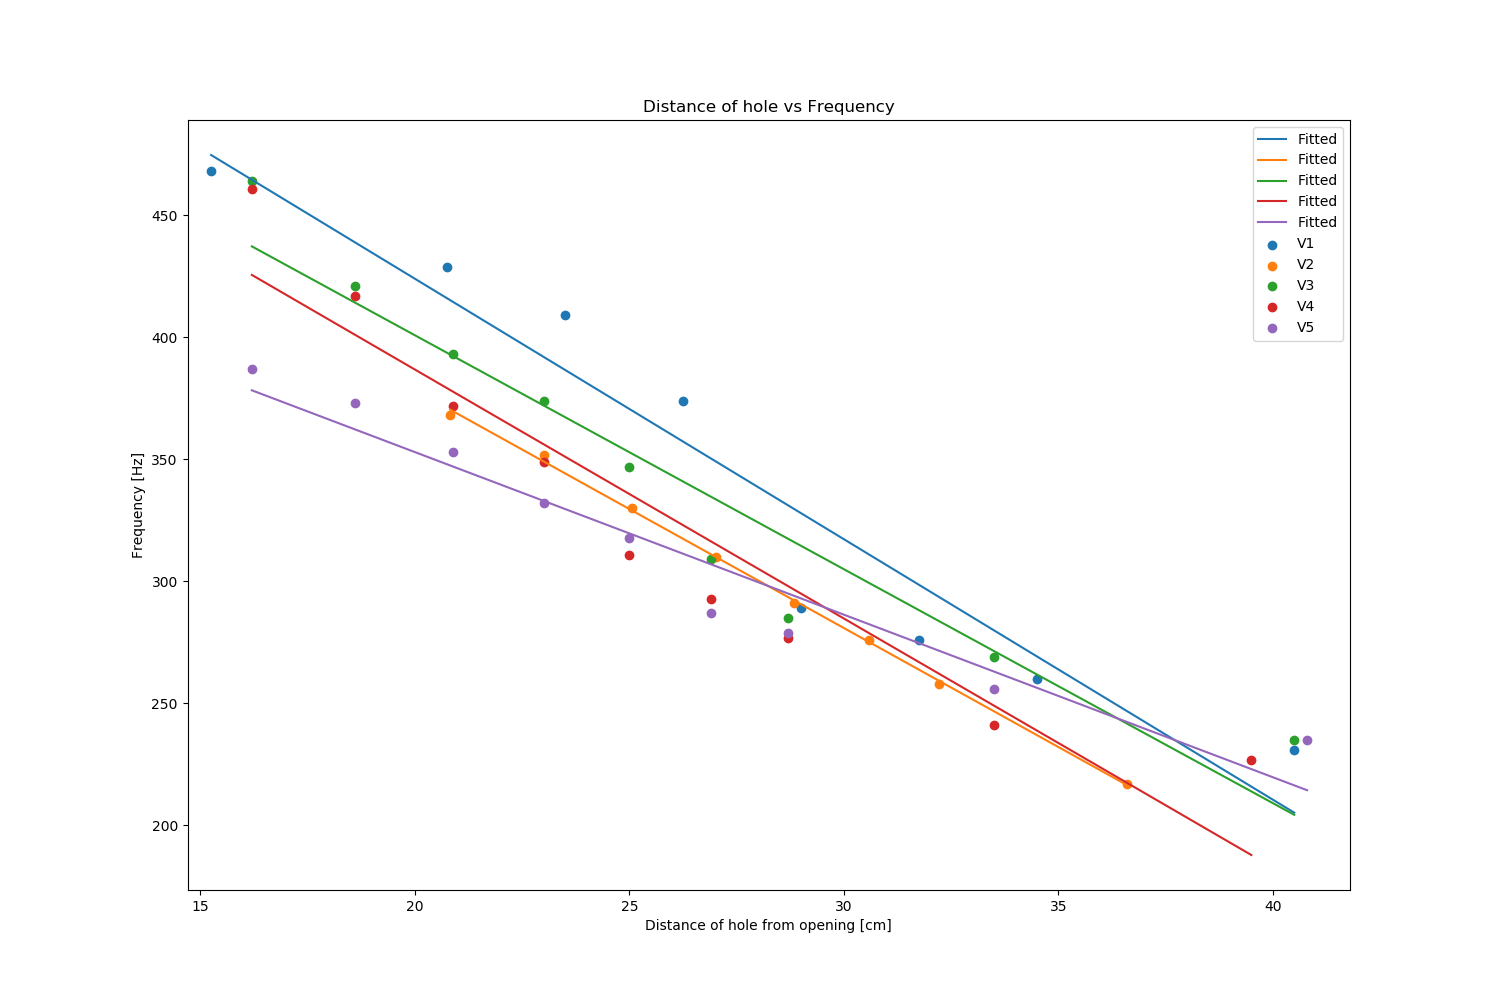 Distance of hole vs Frequency
Fitted
Fitted
Fitted
Fitted
Fitted
V1
V2
V3
V4
V5
450
400
350
300
250
200
Frequency [Hz]
15 20 25 30 35 40
Distance of hole from opening [cm]